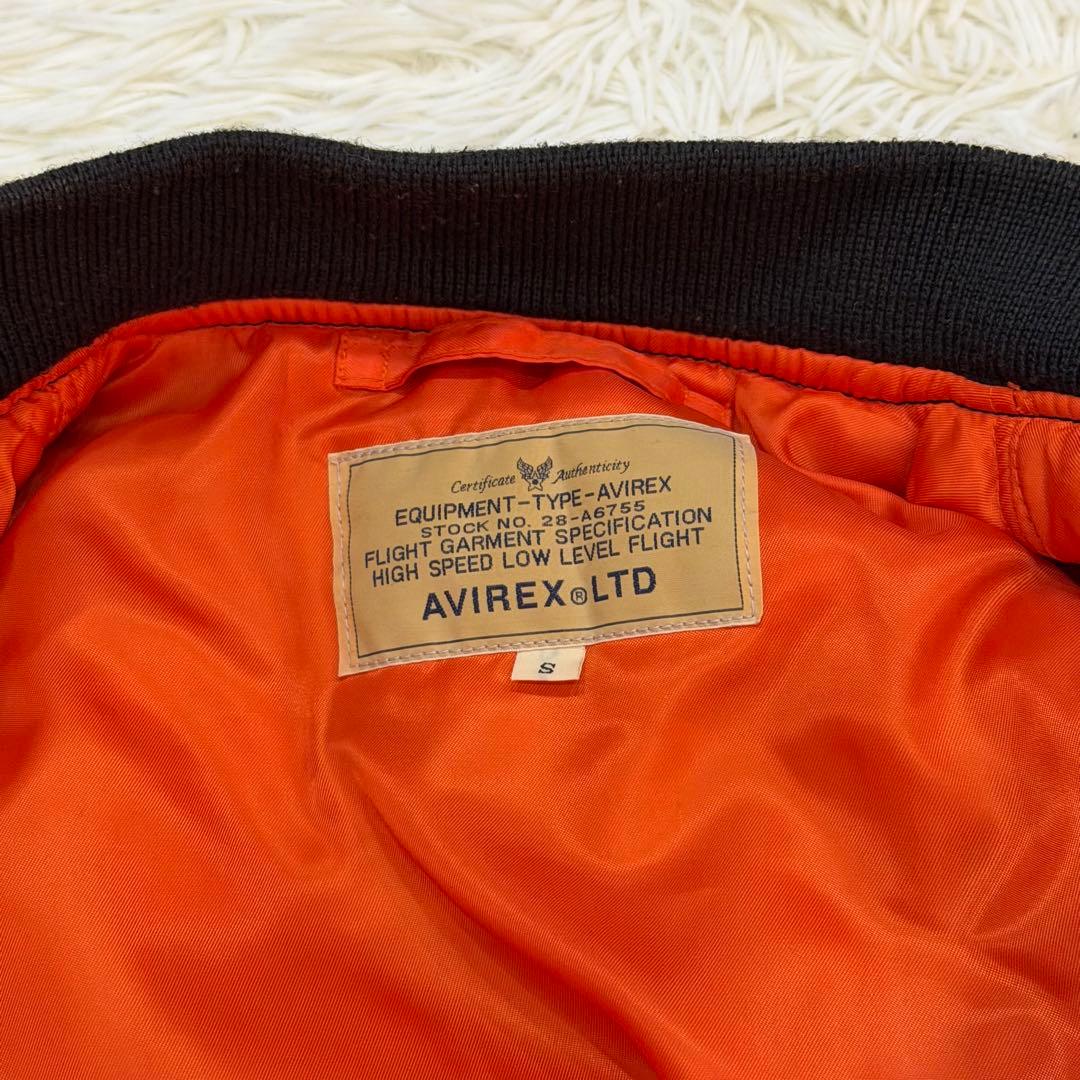 Certificate Authenticity
EQUIPMENT-TYPE-AVIREX
STOCK NO. 28-A6755
FLIGHT GARMENT SPECIFICATION
HIGH SPEED LOW LEVEL FLIGHT
AVIREX®LTD
S